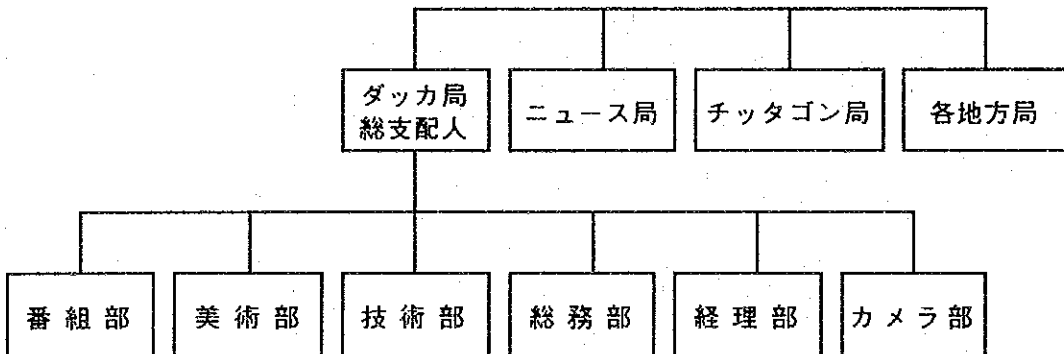 ダッカ局
総支配人
ニュース局
チッタゴン局
各地方局
番組部
美術部
技術部
総務部
経理部
カメラ部